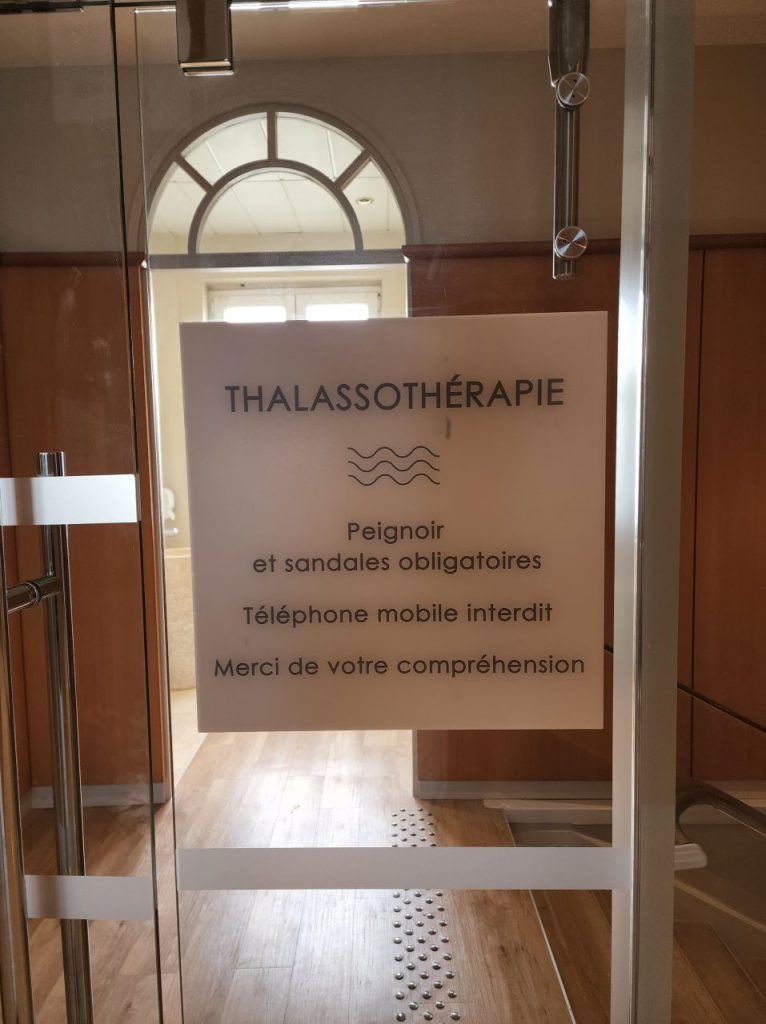 THALASSOTHÉRAPIE
Peignoir
et sandales obligatoires
Téléphone mobile interdit
Merci de votre compréhension